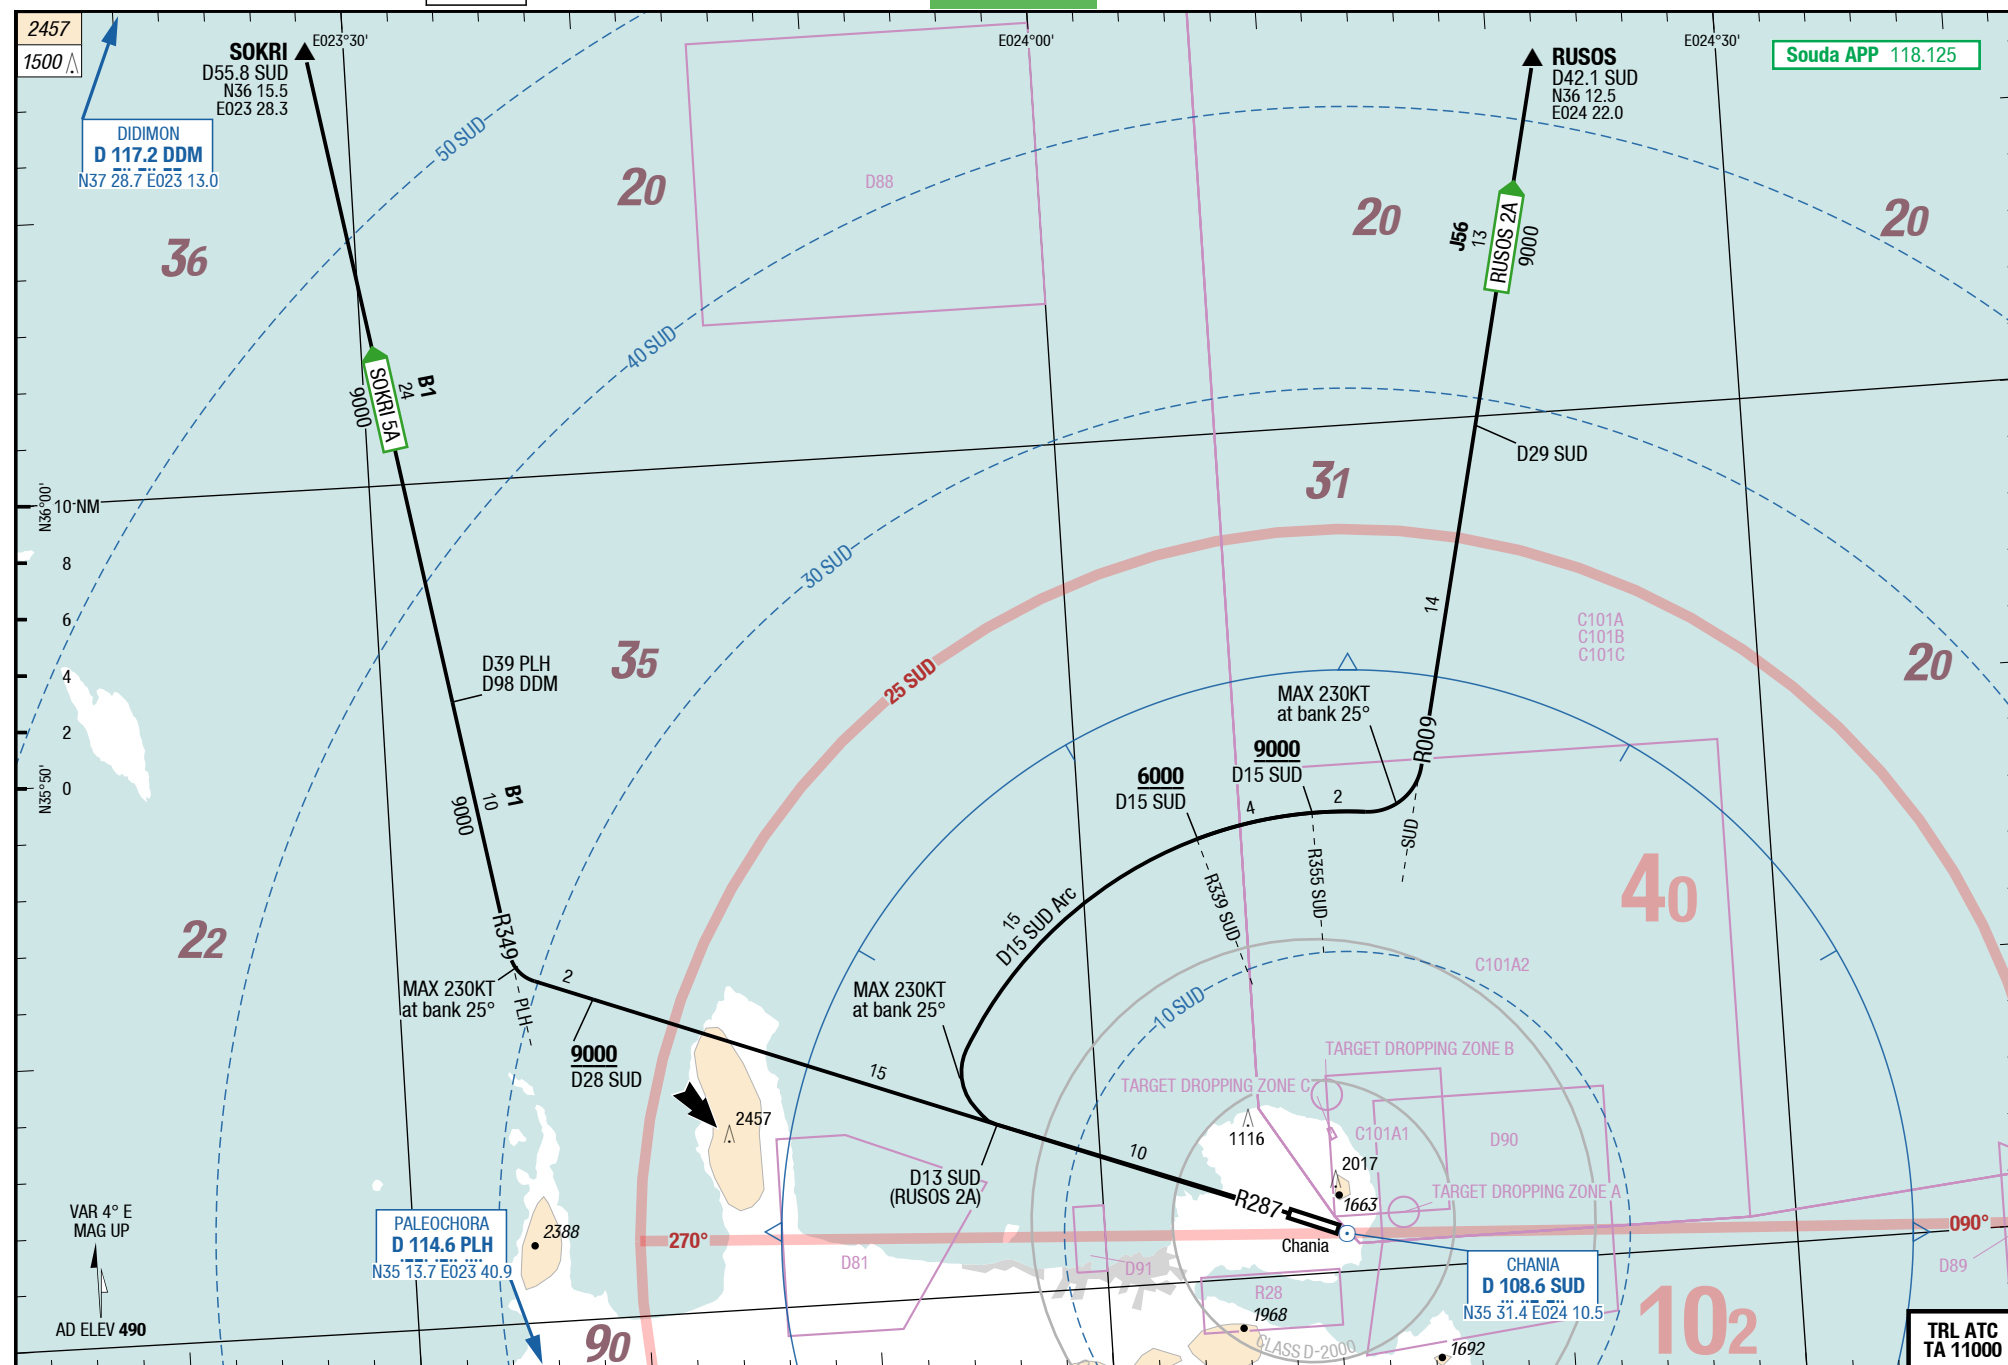 2457
1500
SOKRI
D55.8 SUD
N36 15.5
E023 28.3
E023°30'
E024°00'
E024°30'
RUSOS
D42.1 SUD
N36 12.5
E024 22.0
Souda APP 118.125
DIDIMON
D 117.2 DDM
N37 28.7 E023 13.0
50 SUD
40 SUD
30 SUD
25 SUD
10 SUD
36
20
D88
20
20
J56
13
RUSOS 2A
9000
B1
24
SOKRI 5A
9000
D29 SUD
31
N36°00'
10 NM
8
6
4
2
0
N35°50'
35
D39 PLH
D98 DDM
14
C101A
C101B
C101C
20
MAX 230KT
at bank 25°
R009
9000
D15 SUD
6000
D15 SUD
4
2
SUD
R355 SUD
R339 SUD
B1
10
9000
40
15
D15 SUD Arc
22
R349
PLH
2
MAX 230KT
at bank 25°
MAX 230KT
at bank 25°
C101A2
9000
D28 SUD
15
TARGET DROPPING ZONE B
TARGET DROPPING ZONE C
2457
1116
C101A1
D90
10
2017
1663
D13 SUD
(RUSOS 2A)
TARGET DROPPING ZONE A
R287
VAR 4° E
MAG UP
PALEOCHORA
D 114.6 PLH
N35 13.7 E023 40.9
2388
270°
090°
Chania
D81
D91
CHANIA
D 108.6 SUD
N35 31.4 E024 10.5
D89
R28
1968
CLASS D-2000
1692
AD ELEV 490
90
102
TRL ATC
TA 11000